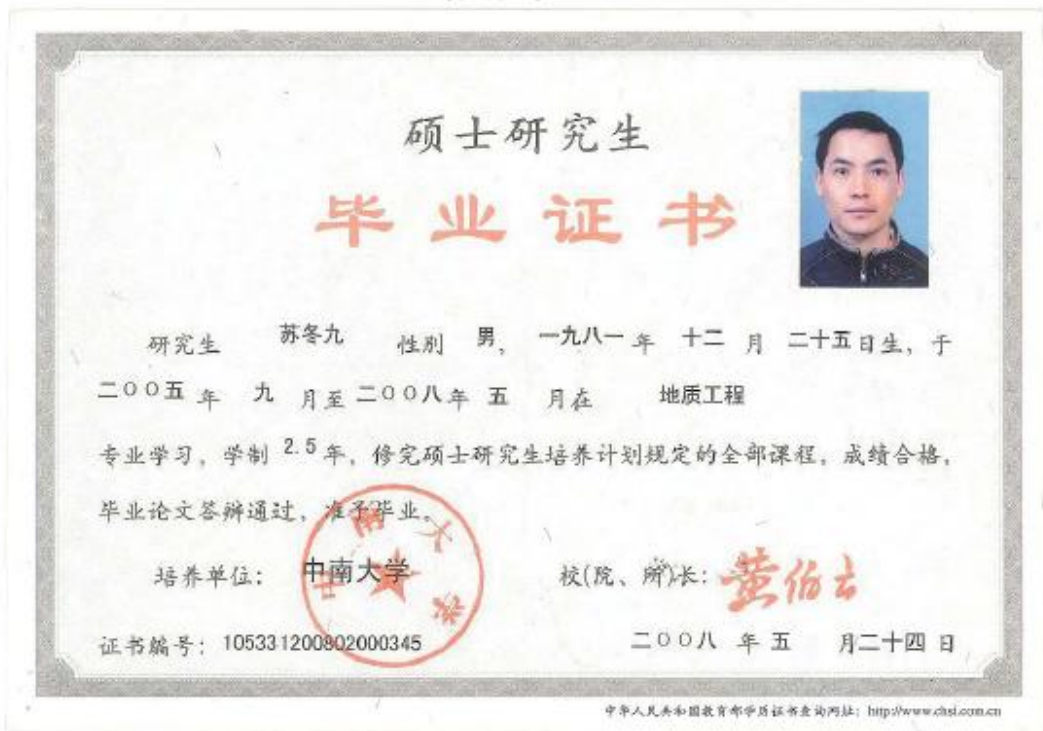 硕士研究生
毕业证书
研究生 苏冬九 性别 男, 一九八一 年 十二 月 二十五日生, 于
二〇〇五 年 九 月至 二〇〇八 年 五 月在 地质工程
专业学习, 学制 2.5 年, 修完硕士研究生培养计划规定的全部课程, 成绩合格,
毕业论文答辩通过, 准予毕业。
中南大学
培养单位: 中南大学 校(院、所)长: 黄伯云
证书编号: 105331200802000345 二〇〇八 年 五 月二十四日
中华人民共和国教育部学历证书查询网址: http://www.chsi.com.cn